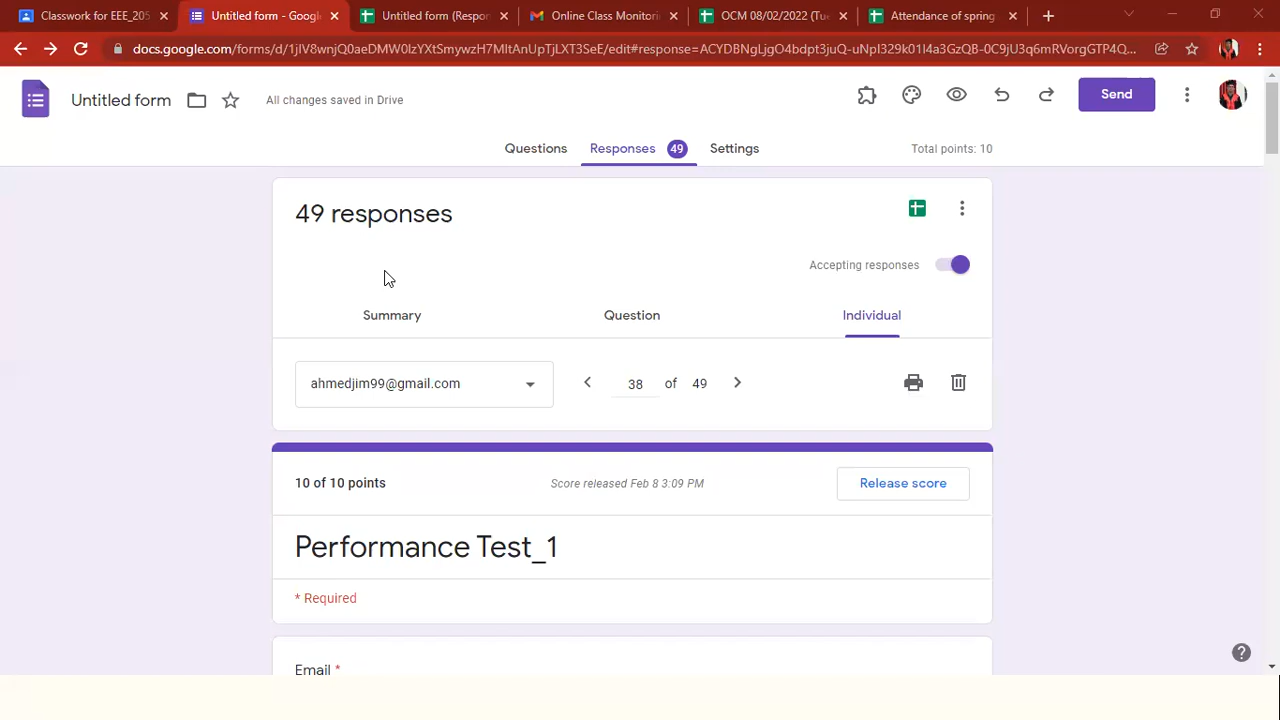 Classwork for EEE_205
Untitled form - Google
Untitled form (Respon
Online Class Monitorin
OCM 08/02/2022 (Tue
Attendance of spring
docs.google.com/forms/d/1jIV8wnjQ0aeDMW0lzYXtSmywzH7MltAnUpTjLXT3SeE/edit#response=ACYDBNgLjgO4bdpt3juQ-uNpI329k01I4a3GzQB-0C9jU3q6mRVorgGTP4Q...
Untitled form
All changes saved in Drive
Send
Questions
Responses 49
Settings
Total points: 10
49 responses
Accepting responses
Summary
Question
Individual
ahmedjim99@gmail.com
38 of 49
10 of 10 points
Score released Feb 8 3:09 PM
Release score
Performance Test_1
* Required
Email *